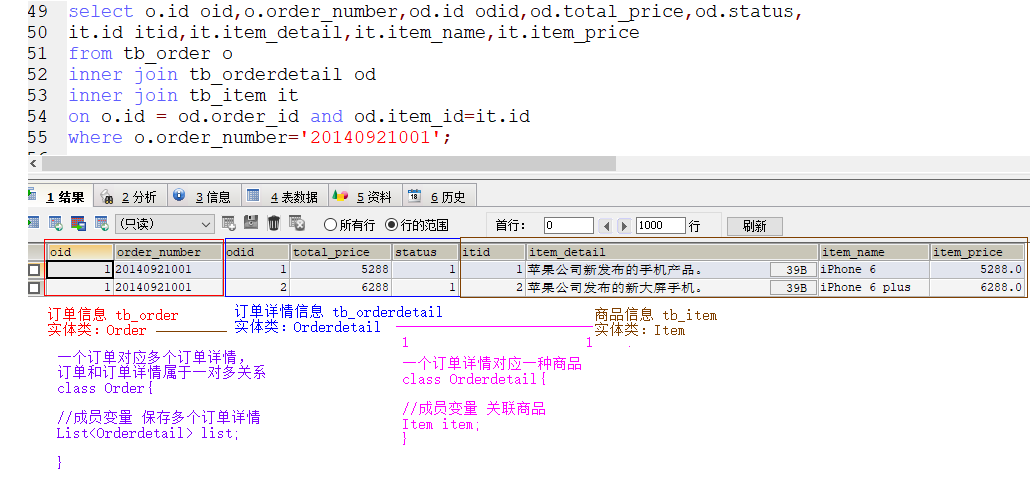 49 select o.id oid,o.order_number,od.id odid,od.total_price,od.status,
50 it.id itid,it.item_detail,it.item_name,it.item_price
51 from tb_order o
52 inner join tb_orderdetail od
53 inner join tb_item it
54 on o.id = od.order_id and od.item_id=it.id
55 where o.order_number='20140921001';
1 结果 2 分析 3 信息 4 表数据 5 资料 6 历史
(只读) 所有行 行的范围 首行: 0 1000 行 刷新
oid order_number odid total_price status itid item_detail item_name item_price
1 20140921001 1 5288 1 1 苹果公司新发布的手机产品。 39B iPhone 6 5288.0
1 20140921001 2 6288 1 2 苹果公司发布的新大屏手机。 39B iPhone 6 plus 6288.0
订单信息 tb_order
实体类: Order
一个订单对应多个订单详情,
订单和订单详情属于一对多关系
class Order{
//成员变量 保存多个订单详情
List<Orderdetail> list;
}
订单详情信息 tb_orderdetail
实体类: Orderdetail
1 1
一个订单详情对应一种商品
class Orderdetail{
//成员变量 关联商品
Item item;
}
商品信息 tb_item
实体类: Item